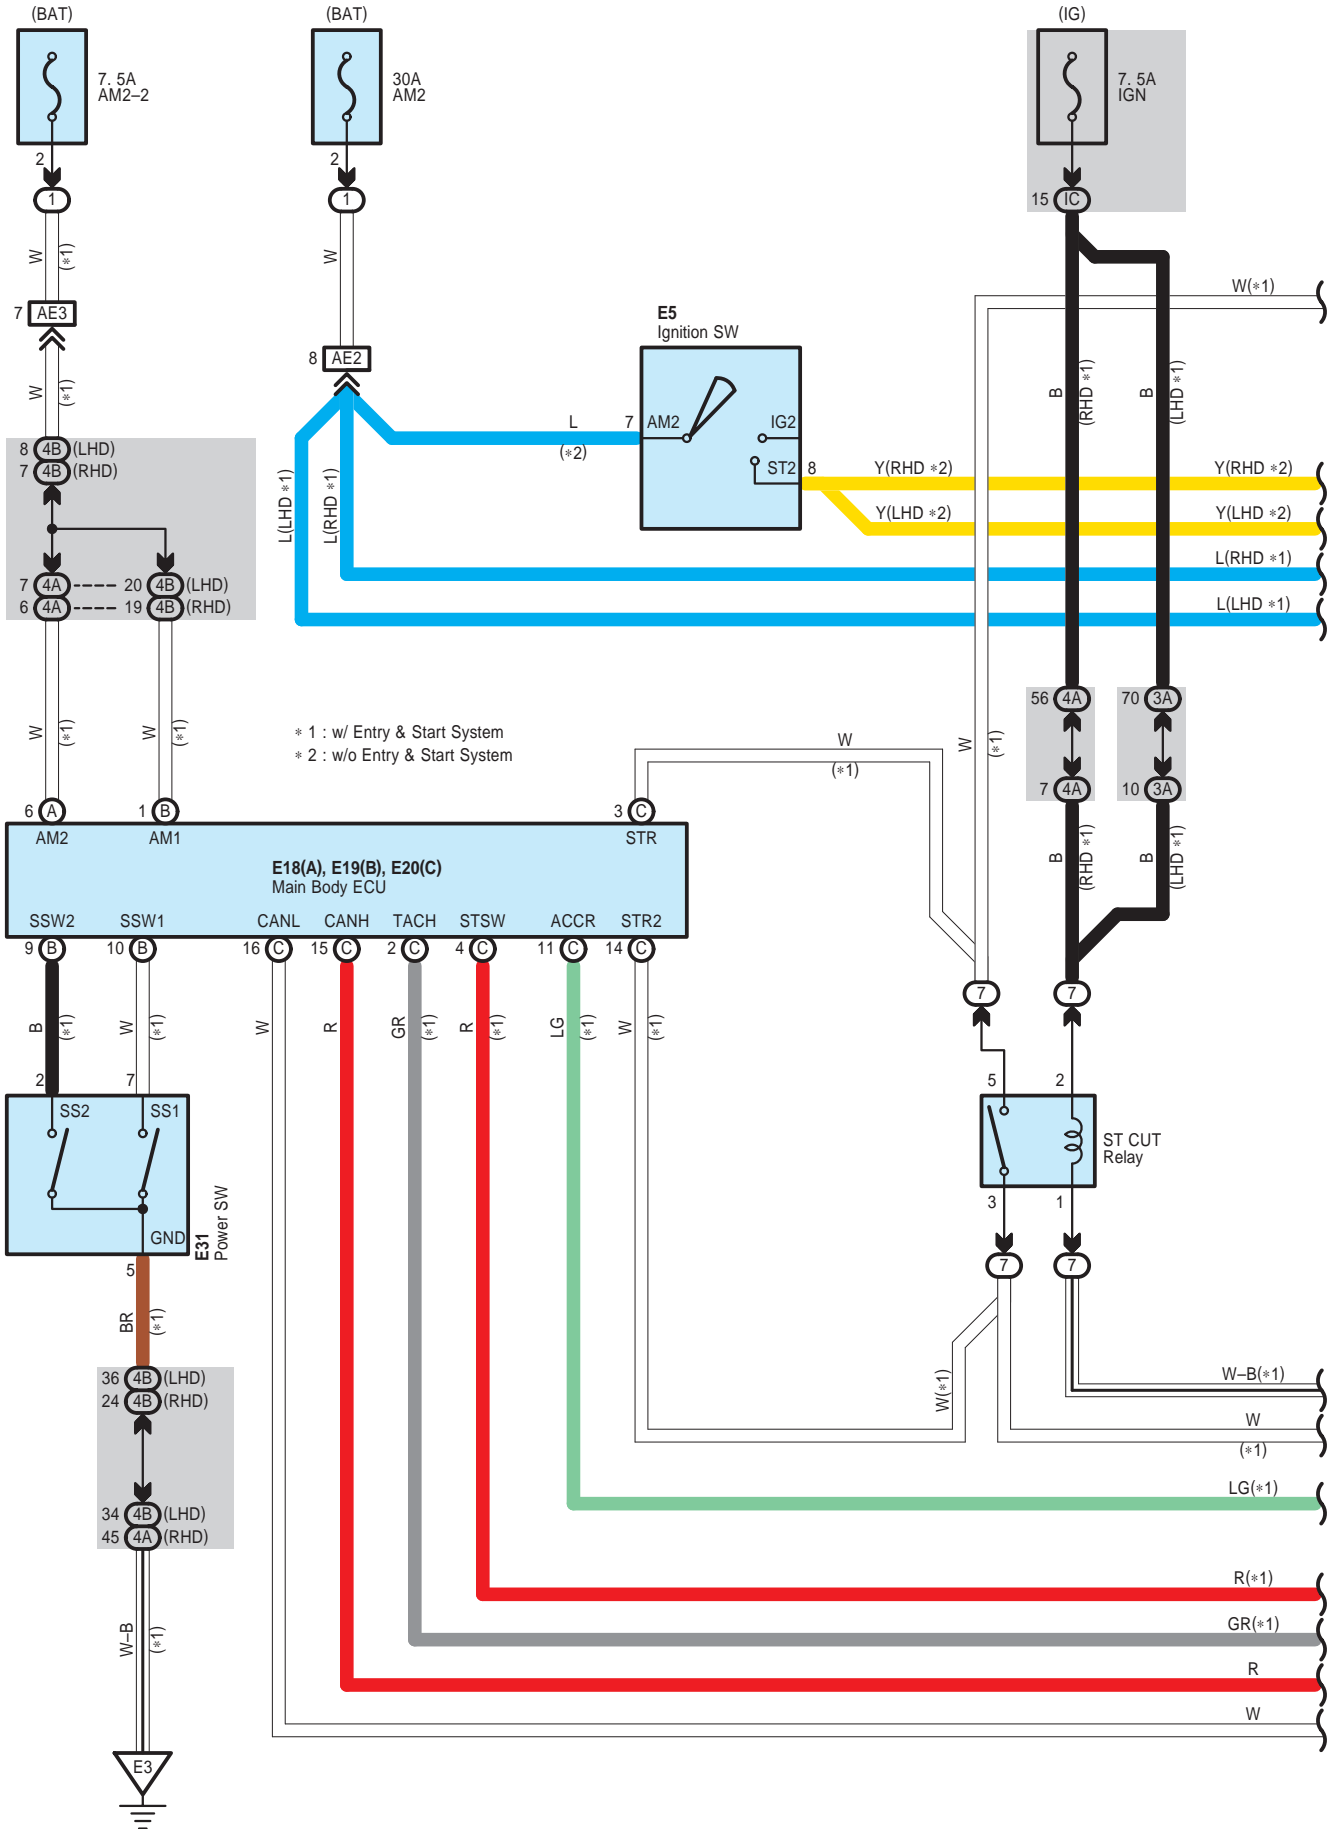 (BAT)
(BAT)
(IG)
7. 5A
AM2–2
30A
AM2
7. 5A
IGN
2
2
1
1
15 IC
W
(∗1)
W
W(∗1)
7 AE3
E5
Ignition SW
8 AE2
W
(∗1)
B
(RHD ∗1)
B
(LHD ∗1)
L
(∗2)
7 AM2
IG2
ST2 8
8 4B (LHD)
7 4B (RHD)
Y(RHD ∗2)
Y(RHD ∗2)
L(LHD ∗1)
L(RHD ∗1)
Y(LHD ∗2)
Y(LHD ∗2)
L(RHD ∗1)
7 4A 20 4B (LHD)
6 4A 19 4B (RHD)
L(LHD ∗1)
56 4A
70 3A
W
(∗1)
W
(∗1)
∗ 1 : w/ Entry & Start System
∗ 2 : w/o Entry & Start System
W
(∗1)
W
(∗1)
7 4A
10 3A
6 A
1 B
3 C
AM2
AM1
STR
B
(RHD ∗1)
B
(LHD ∗1)
E18(A), E19(B), E20(C)
Main Body ECU
SSW2
SSW1
CANL
CANH
TACH
STSW
ACCR
STR2
9 B
10 B
16 C
15 C
2 C
4 C
11 C
14 C
7
7
B
(∗1)
W
(∗1)
W
R
GR
(∗1)
R
(∗1)
LG
(∗1)
W
(∗1)
2
7
5
2
SS2
SS1
ST CUT
Relay
GND
E31
Power SW
3
1
5
7
7
BR
(∗1)
36 4B (LHD)
24 4B (RHD)
W(∗1)
W–B(∗1)
W
(∗1)
LG(∗1)
34 4B (LHD)
45 4A (RHD)
R(∗1)
W–B
(∗1)
GR(∗1)
R
W
E3